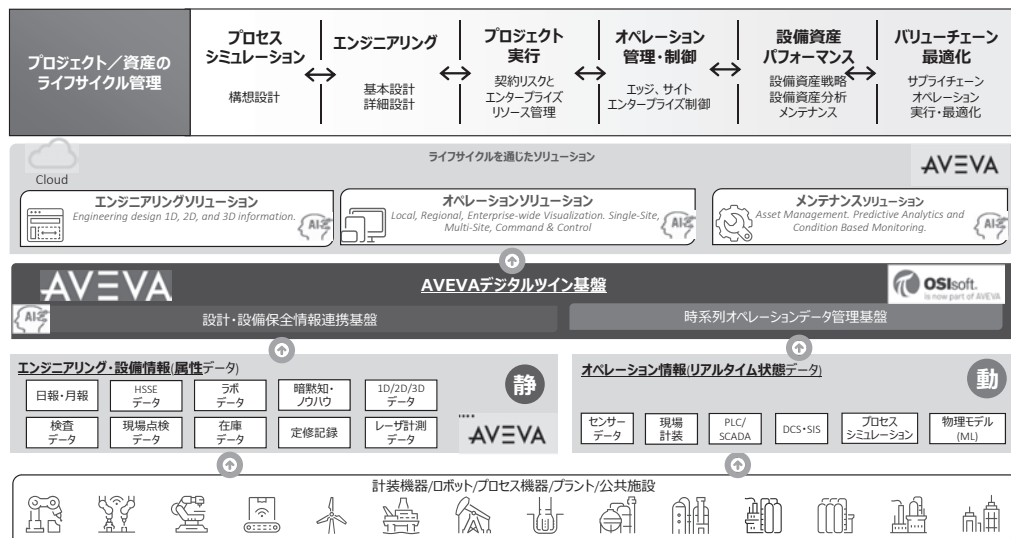 プロジェクト／資産の
ライフサイクル管理
プロセス
シミュレーション
構想設計
エンジニアリング
基本設計
詳細設計
プロジェクト
実行
契約リスクと
エンタープライズ
リソース管理
オペレーション
管理・制御
エッジ、サイト
エンタープライズ制御
設備資産
パフォーマンス
設備資産戦略
設備資産分析
メンテナンス
バリューチェーン
最適化
サプライチェーン
オペレーション
実行・最適化
Cloud
ライフサイクルを通じたソリューション
AVEVA
エンジニアリングソリューション
Engineering design 1D, 2D, and 3D information.
AI
オペレーションソリューション
Local, Regional, Enterprise-wide Visualization. Single-Site,
Multi-Site, Command & Control
AI
メンテナンスソリューション
Asset Management. Predictive Analytics and
Condition Based Monitoring.
AI
AVEVA
AVEVAデジタルツイン基盤
OSIsoft.
is now part of AVEVA
AI
設計・設備保全情報連携基盤
時系列オペレーションデータ管理基盤
エンジニアリング・設備情報(属性データ)
静
日報・月報
HSSE
データ
ラボ
データ
暗黙知・
ノウハウ
1D/2D/3D
データ
検査
データ
現場点検
データ
在庫
データ
定修記録
レーザ計測
データ
AVEVA
オペレーション情報(リアルタイム状態データ)
動
センサー
データ
現場
計装
PLC/
SCADA
DCS・SIS
プロセス
シミュレーション
物理モデル
(ML)
計装機器/ロボット/プロセス機器/プラント/公共施設